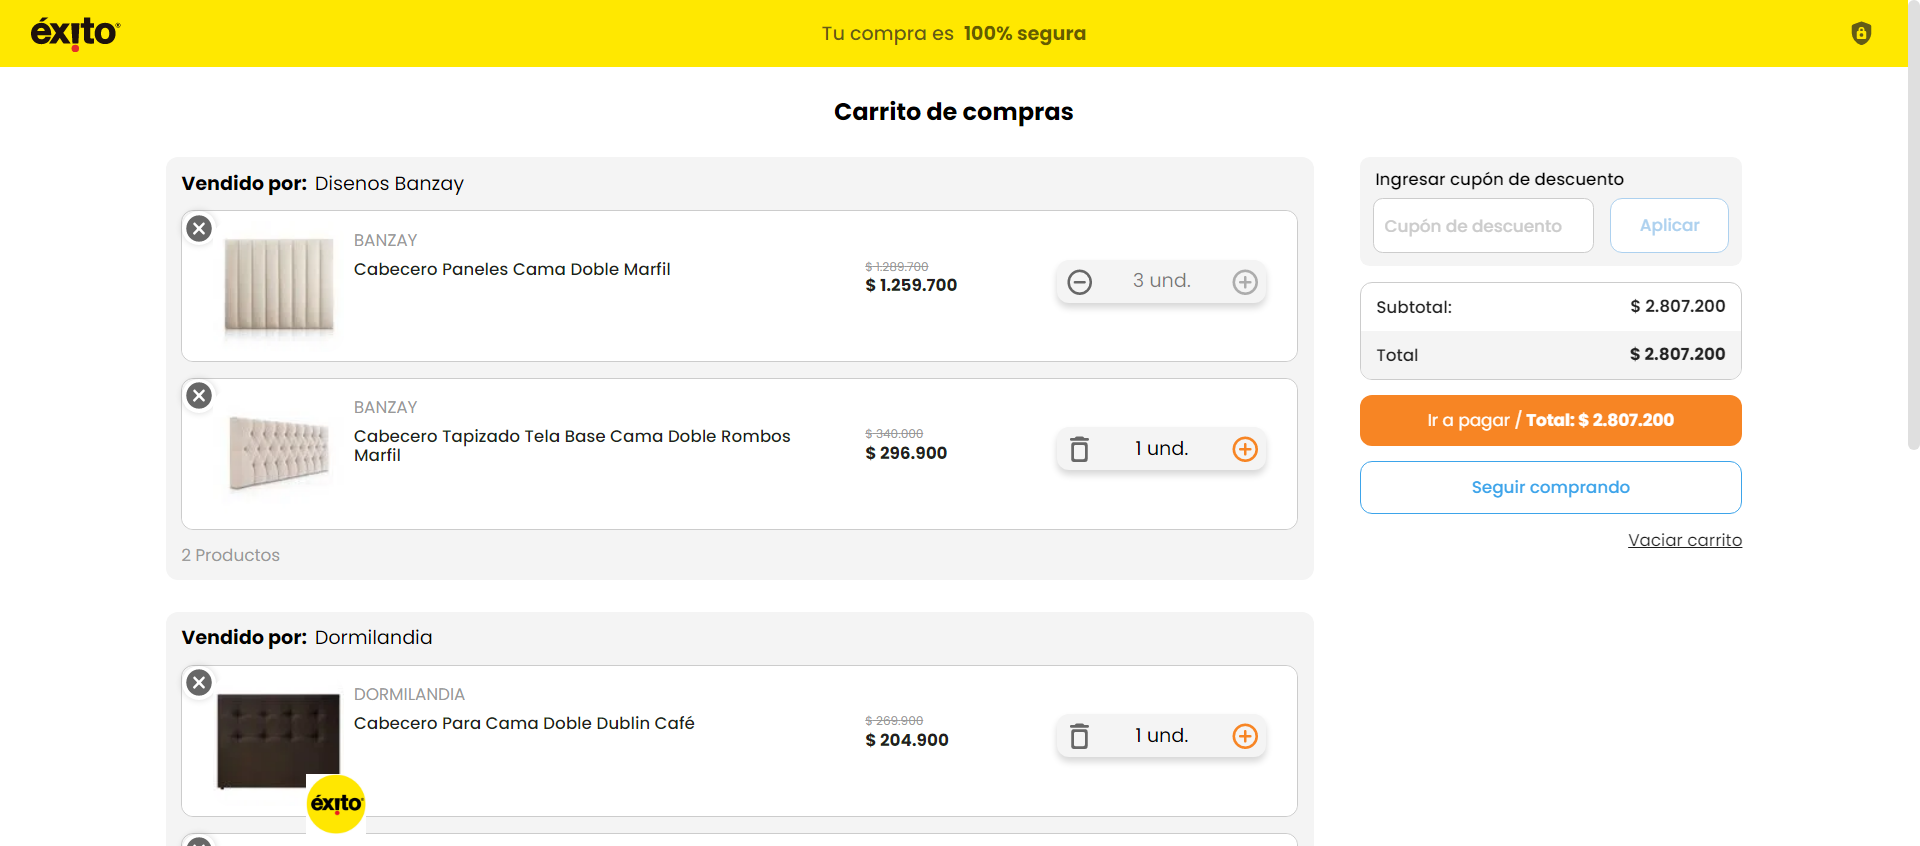 éxito
Tu compra es 100% segura
Carrito de compras
Vendido por: Disenos Banzay
BANZAY
Cabecero Paneles Cama Doble Marfil
$ 1.289.700
$ 1.259.700
3 und.
BANZAY
Cabecero Tapizado Tela Base Cama Doble Rombos
Marfil
$ 340.000
$ 296.900
1 und.
2 Productos
Vendido por: Dormilandia
DORMILANDIA
Cabecero Para Cama Doble Dublin Café
$ 269.900
$ 204.900
1 und.
éxito
Ingresar cupón de descuento
Cupón de descuento
Aplicar
Subtotal:
$ 2.807.200
Total
$ 2.807.200
Ir a pagar / Total: $ 2.807.200
Seguir comprando
Vaciar carrito